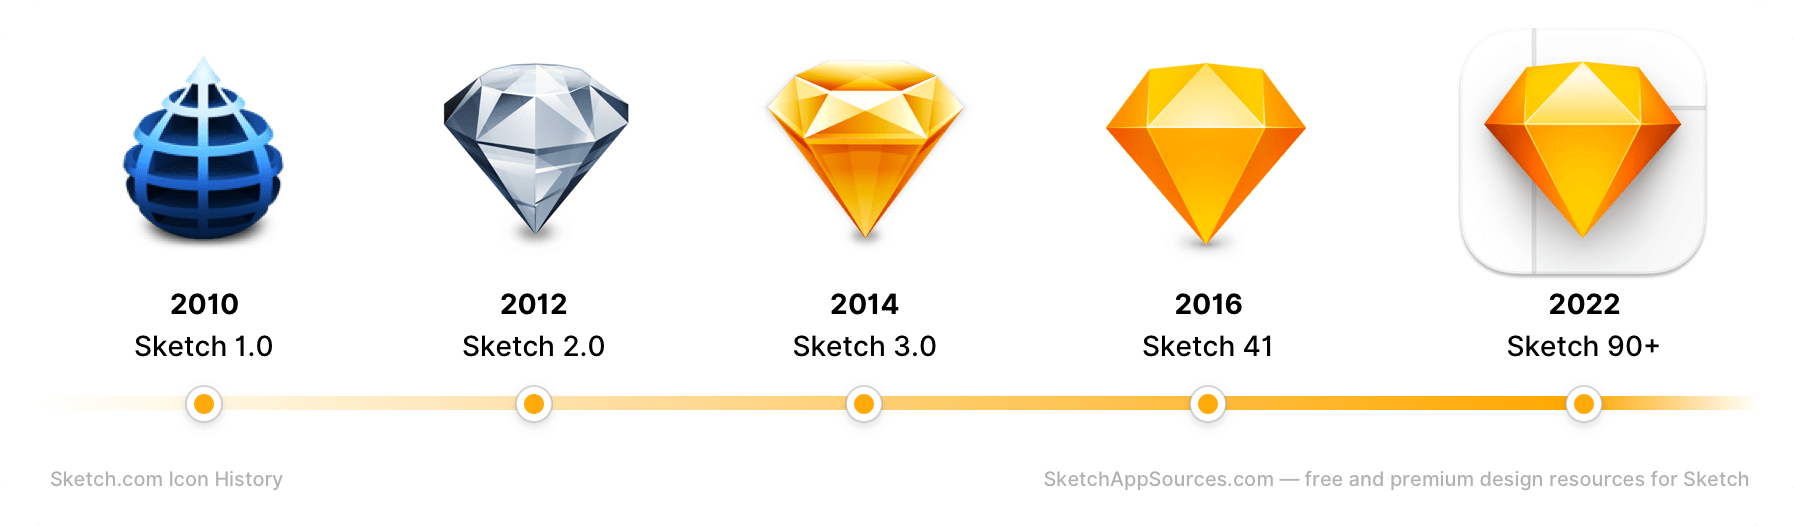 2010
Sketch 1.0
2012
Sketch 2.0
2014
Sketch 3.0
2016
Sketch 41
2022
Sketch 90+
Sketch.com Icon History
SketchAppSources.com — free and premium design resources for Sketch